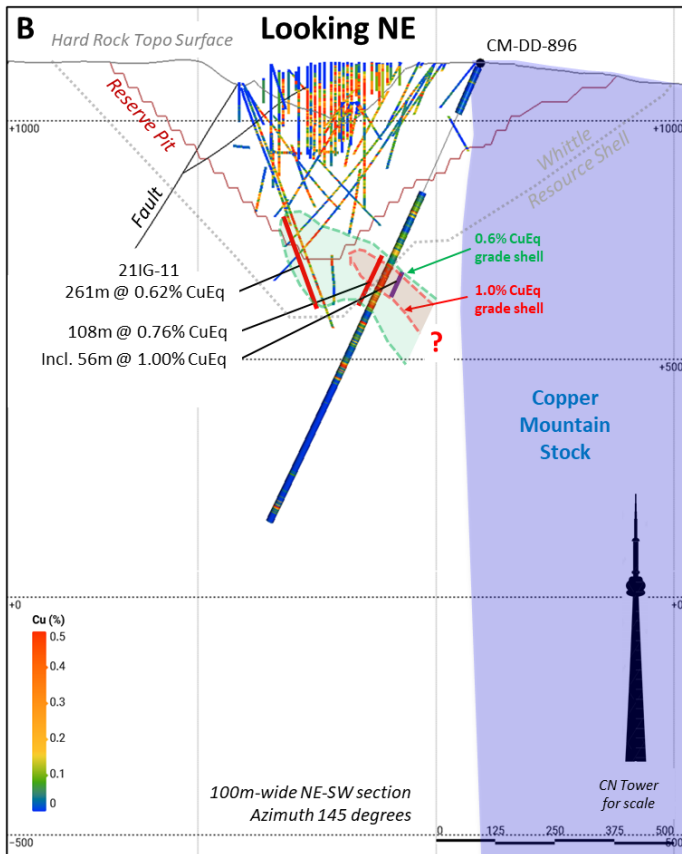 B
Looking NE
CM-DD-896
Hard Rock Topo Surface
+1000
+1000
Reserve Pit
Whittle
Resource Shell
Fault
0.6% CuEq
grade shell
21IG-11
261m @ 0.62% CuEq
1.0% CuEq
grade shell
108m @ 0.76% CuEq
?
Incl. 56m @ 1.00% CuEq
+500
500
Copper
Mountain
Stock
+0
+0
Cu (%)
0.5
0.4
0.3
0.2
0.1
0
100m-wide NE-SW section
Azimuth 145 degrees
CN Tower
for scale
0 125 250 375 500
-500